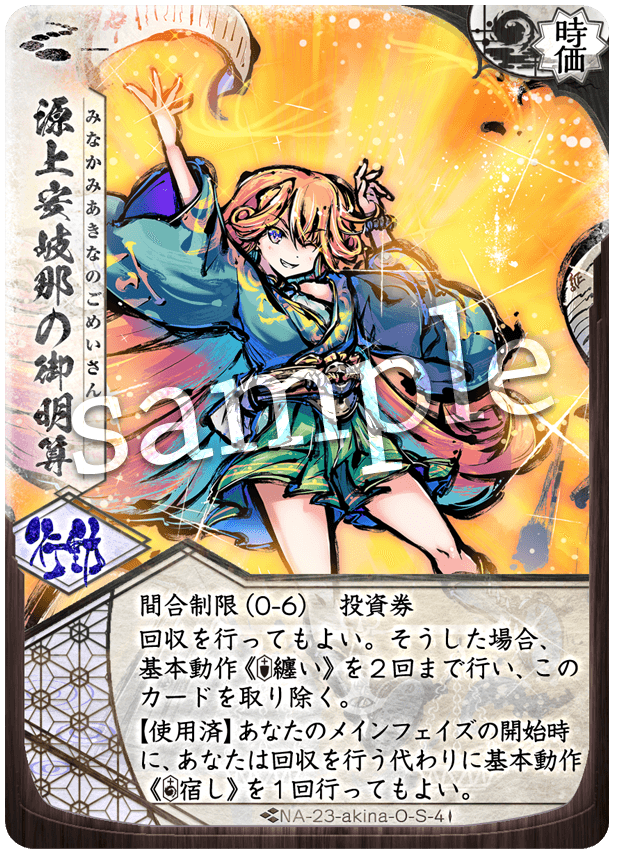 時価
源上安岐那の御明算
みなかみあきなのごめいさん
sample
行動
間合制限(0-6)　投資券
回収を行ってもよい。そうした場合、
基本動作《纏い》を２回まで行い、この
カードを取り除く。
【使用済】あなたのメインフェイズの開始時
に、あなたは回収を行う代わりに基本動作
《宿し》を１回行ってもよい。
NA-23-akina-O-S-4